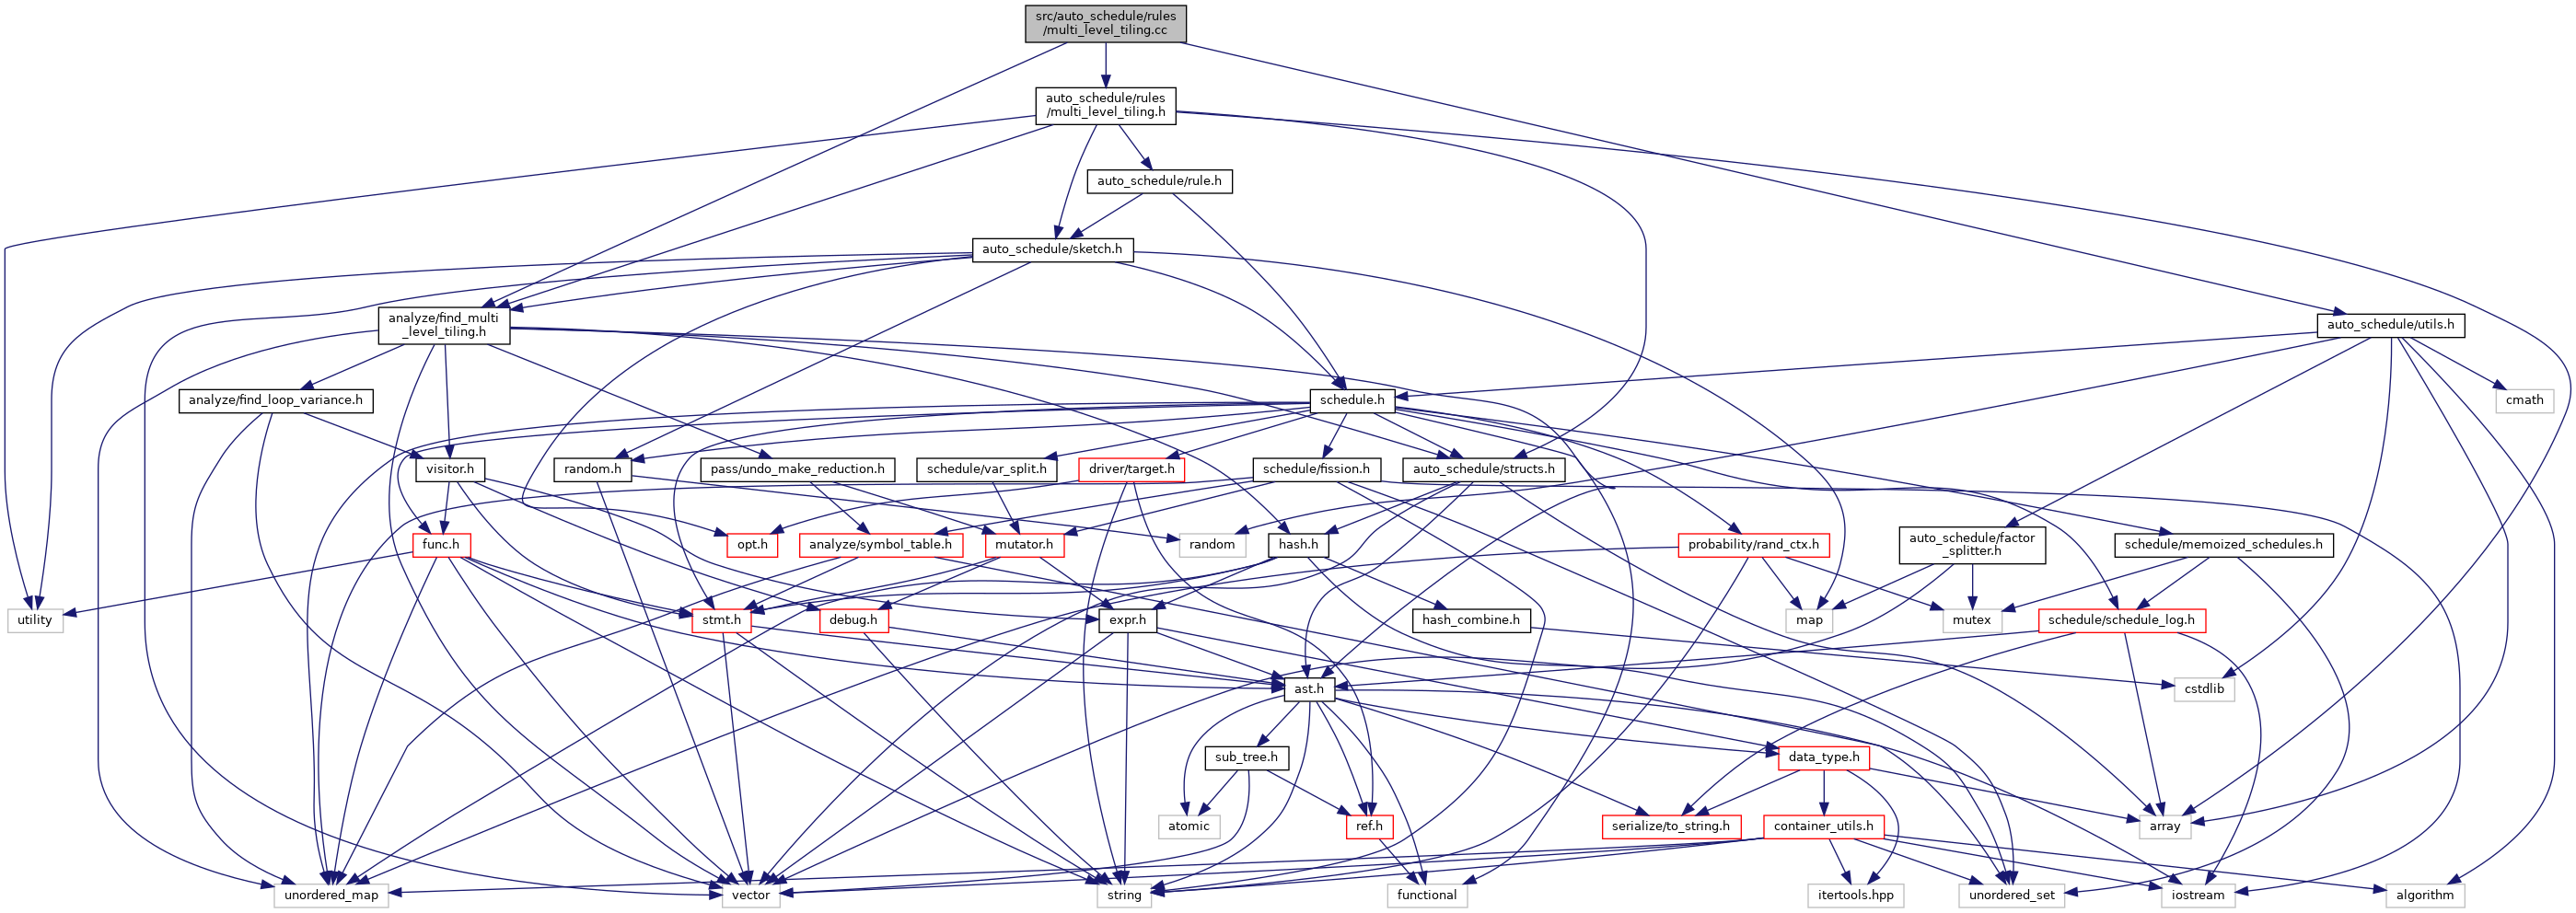 src/auto_schedule/rules
/multi_level_tiling.cc
auto_schedule/rules
/multi_level_tiling.h
auto_schedule/rule.h
auto_schedule/sketch.h
analyze/find_multi
_level_tiling.h
auto_schedule/utils.h
analyze/find_loop_variance.h
schedule.h
cmath
visitor.h
random.h
pass/undo_make_reduction.h
schedule/var_split.h
driver/target.h
schedule/fission.h
auto_schedule/structs.h
func.h
opt.h
analyze/symbol_table.h
mutator.h
random
hash.h
probability/rand_ctx.h
auto_schedule/factor
_splitter.h
schedule/memoized_schedules.h
utility
stmt.h
debug.h
expr.h
hash_combine.h
map
mutex
schedule/schedule_log.h
ast.h
cstdlib
sub_tree.h
data_type.h
atomic
ref.h
serialize/to_string.h
container_utils.h
array
unordered_map
vector
string
functional
itertools.hpp
unordered_set
iostream
algorithm